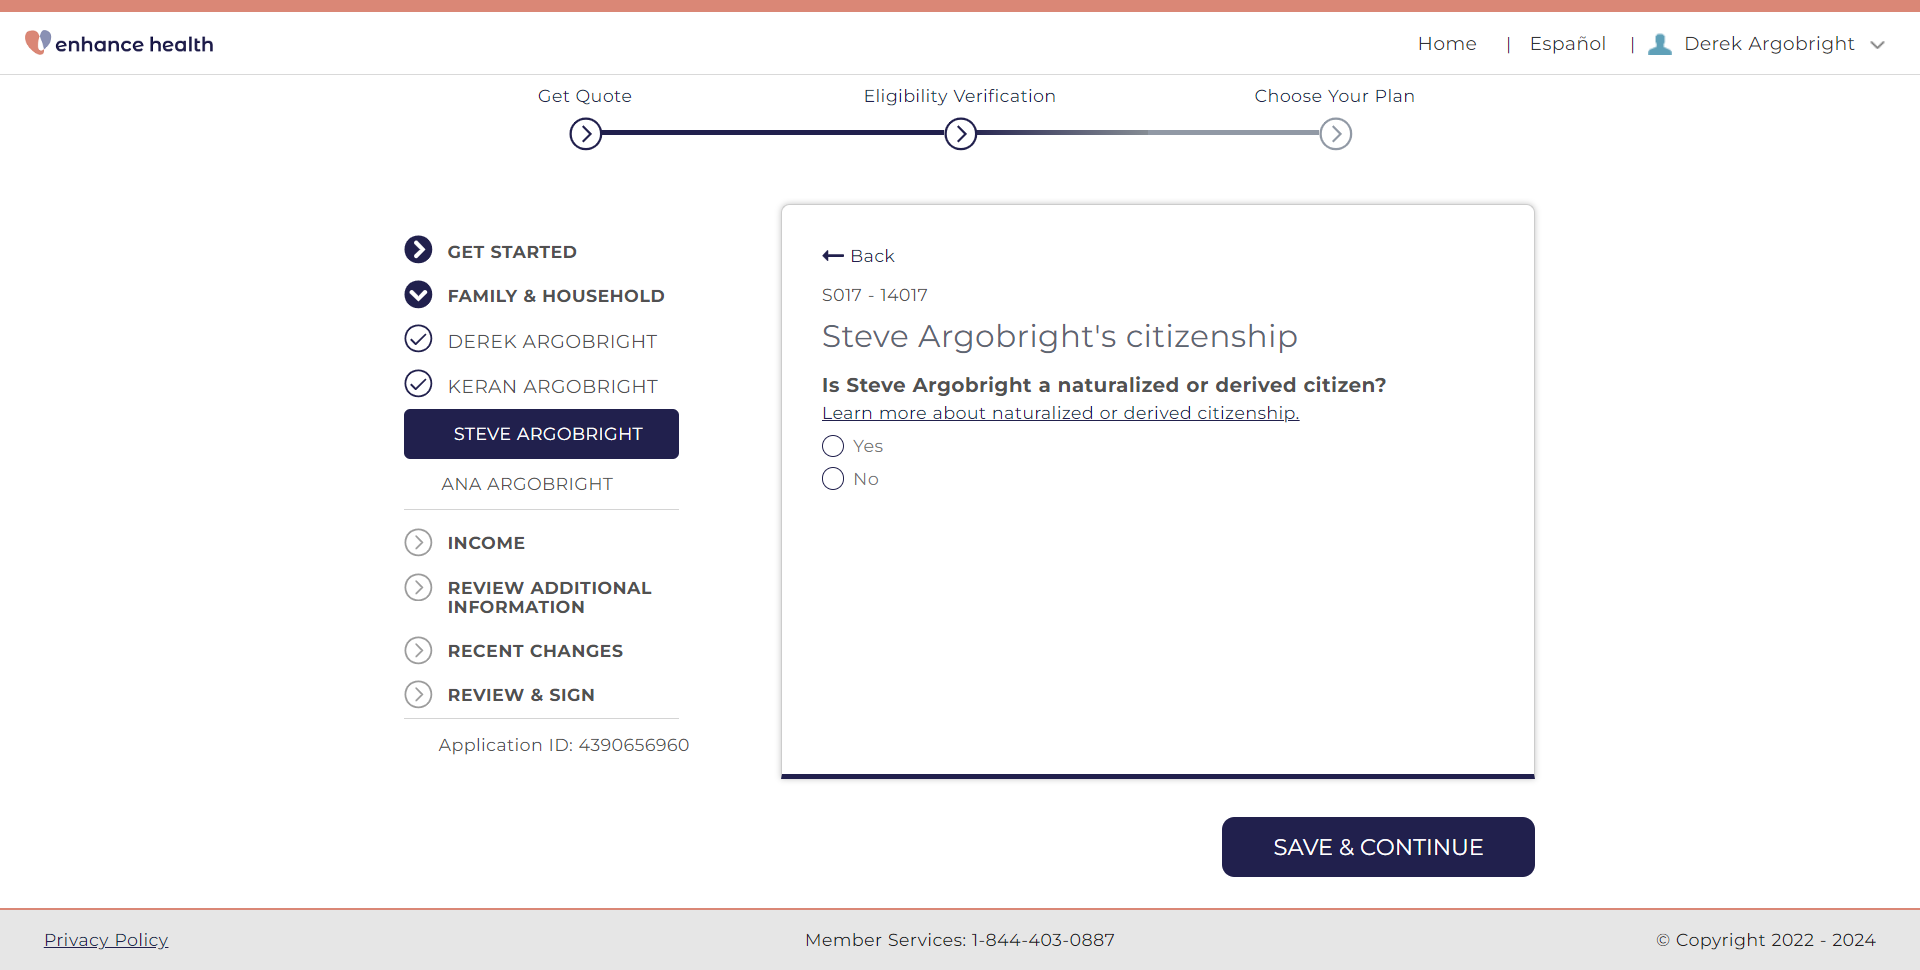 enhance health
Home | Español | Derek Argobright
Get Quote
Eligibility Verification
Choose Your Plan
GET STARTED
FAMILY & HOUSEHOLD
DEREK ARGOBRIGHT
KERAN ARGOBRIGHT
STEVE ARGOBRIGHT
ANA ARGOBRIGHT
INCOME
REVIEW ADDITIONAL
INFORMATION
RECENT CHANGES
REVIEW & SIGN
Application ID: 4390656960
Back
S017 - 14017
Steve Argobright's citizenship
Is Steve Argobright a naturalized or derived citizen?
Learn more about naturalized or derived citizenship.
Yes
No
SAVE & CONTINUE
Privacy Policy
Member Services: 1-844-403-0887
© Copyright 2022 - 2024